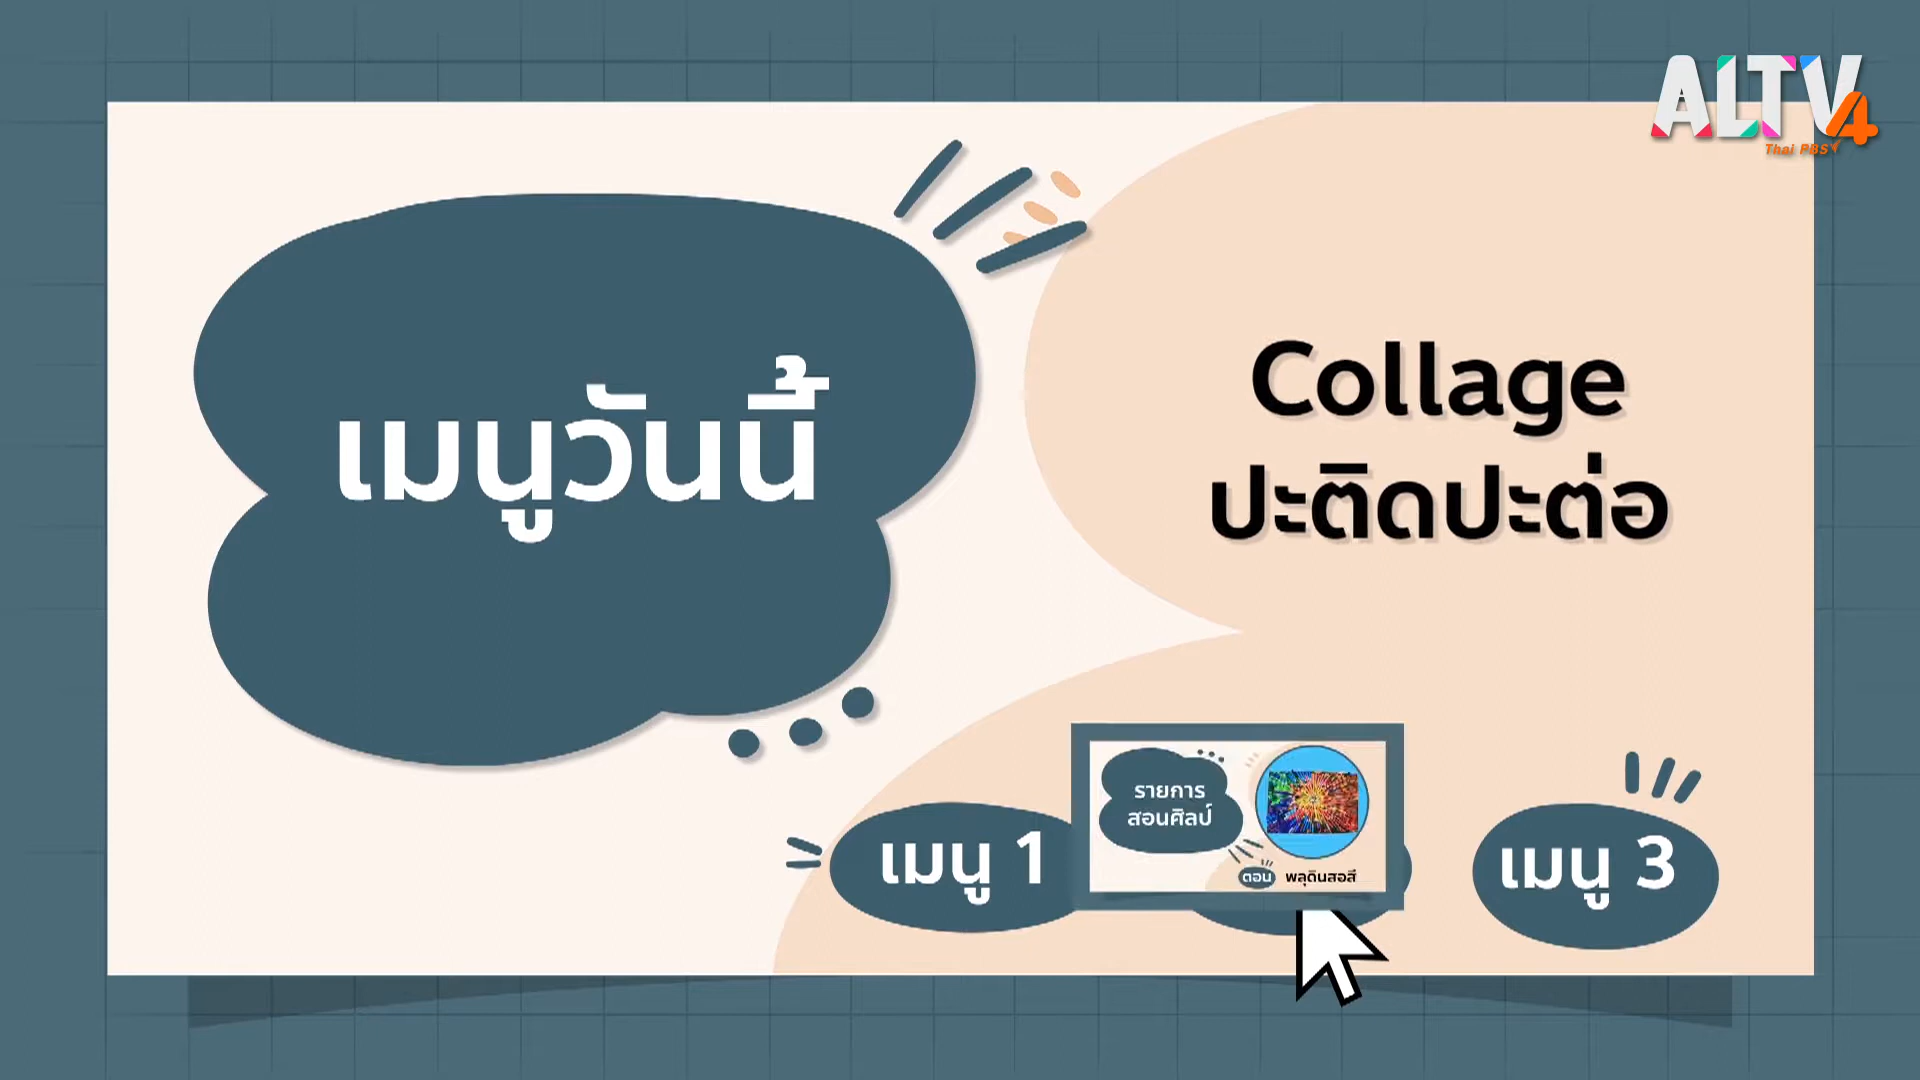 ALTV4
Thai PBS
เมนูวันนี้
Collage
ปะติดปะต่อ
รายการ
สอนศิลป์
ตอน พลุดินสอสี
เมนู 1
เมนู 3